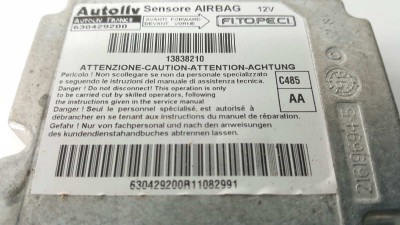 Autoliv Sensore AIRBAG 12V
AUTOLIV FRANCE
630429200
AVANTI FORWARD
DEVANT VORWÄ.
FITOPECI
13838210
ATTENZIONE-CAUTION-ATTENTION-ACHTUNG
Pericolo ! Non scollegare se non da personale specializzato e
seguendo le istruzioni del manuale di assistenza tecnica.
Danger ! Do not disconnect! This operation is only
to be carried out by skilled operators, following
the instructions given in the service manual
Danger ! Seul le personnel spécialisé, est autorisé à
débrancher en se tenant aux instructions du manuel de réparation.
Gefahr ! Nur von fachpersonal und nach den anweisungen
des kundendienstahandbuches abtrennen lassen.
C485
AA
630429200R11082991